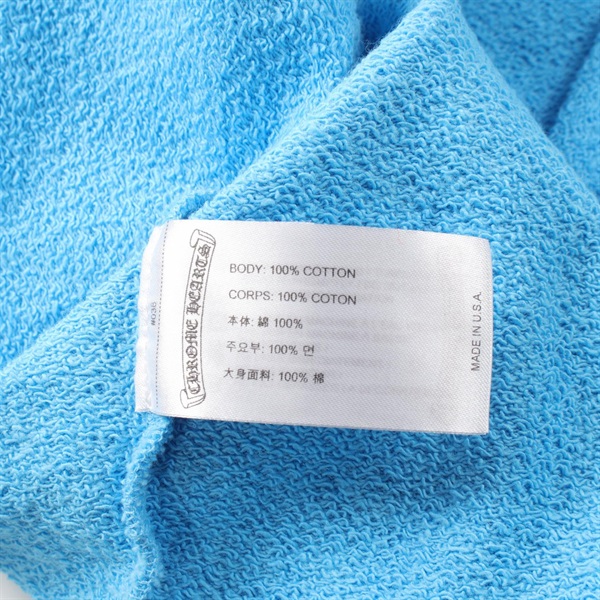 CHROME HEARTS
BODY: 100% COTTON
CORPS: 100% COTON
本体: 綿 100%
주요부: 100% 면
大身面料: 100% 棉
MADE IN U.S.A.
#036